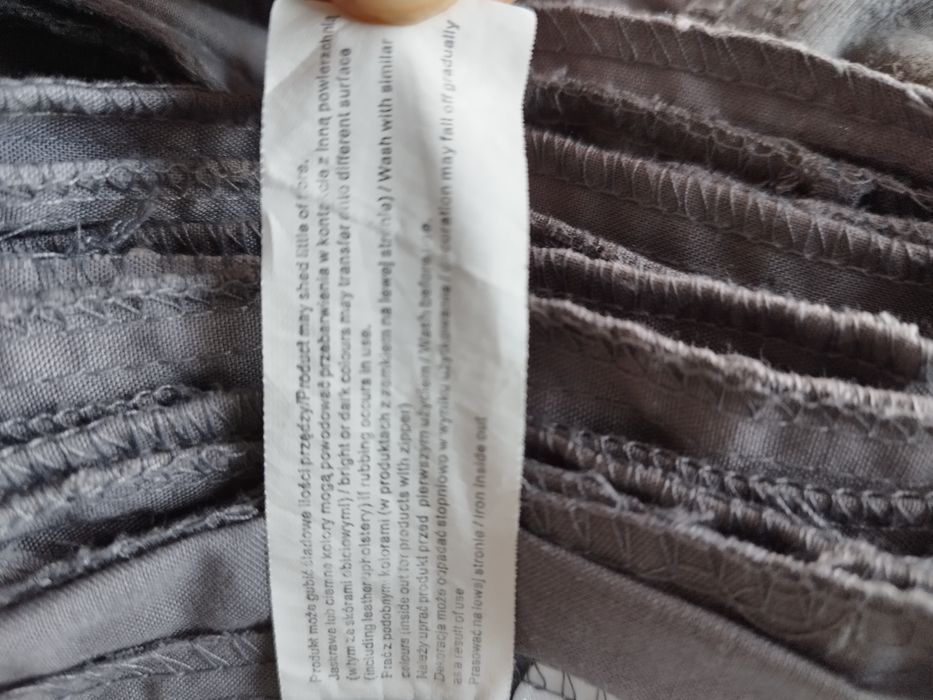 Produkt może gubić śladowe ilości przędzy/Product may shed little of fibre.
Jaskrawe lub ciemne kolory mogą powodować przebarwienia w kontakcie z inną powierzchnią
(w tym ze skórami obiciowymi) / bright or dark colours may transfer onto different surface
(including leather upholstery) if rubbing occurs in use.
Prać z podobnymi kolorami (w produktach z zamkiem na lewej stronie) / Wash with similar
colours (inside out for products with zipper)
Należy uprać produkt przed pierwszym użyciem / Wash before use.
Dekoracja może odpadać stopniowo w wyniku użytkowania / Decoration may fall off gradually
as a result of use
Prasować na lewej stronie / Iron inside out